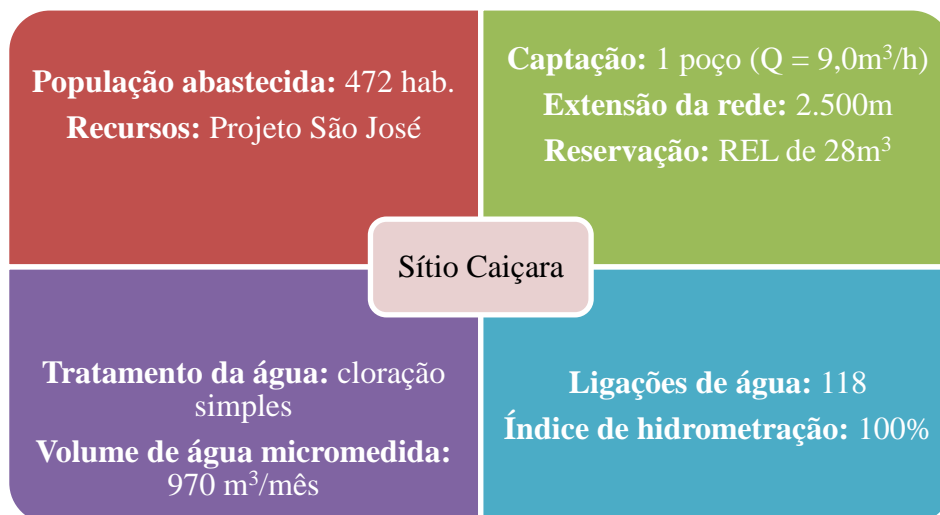 População abastecida: 472 hab.
Recursos: Projeto São José
Captação: 1 poço (Q = 9,0m³/h)
Extensão da rede: 2.500m
Reservação: REL de 28m³
Sítio Caiçara
Tratamento da água: cloração
simples
Volume de água micromedida:
970 m³/mês
Ligações de água: 118
Índice de hidrometração: 100%